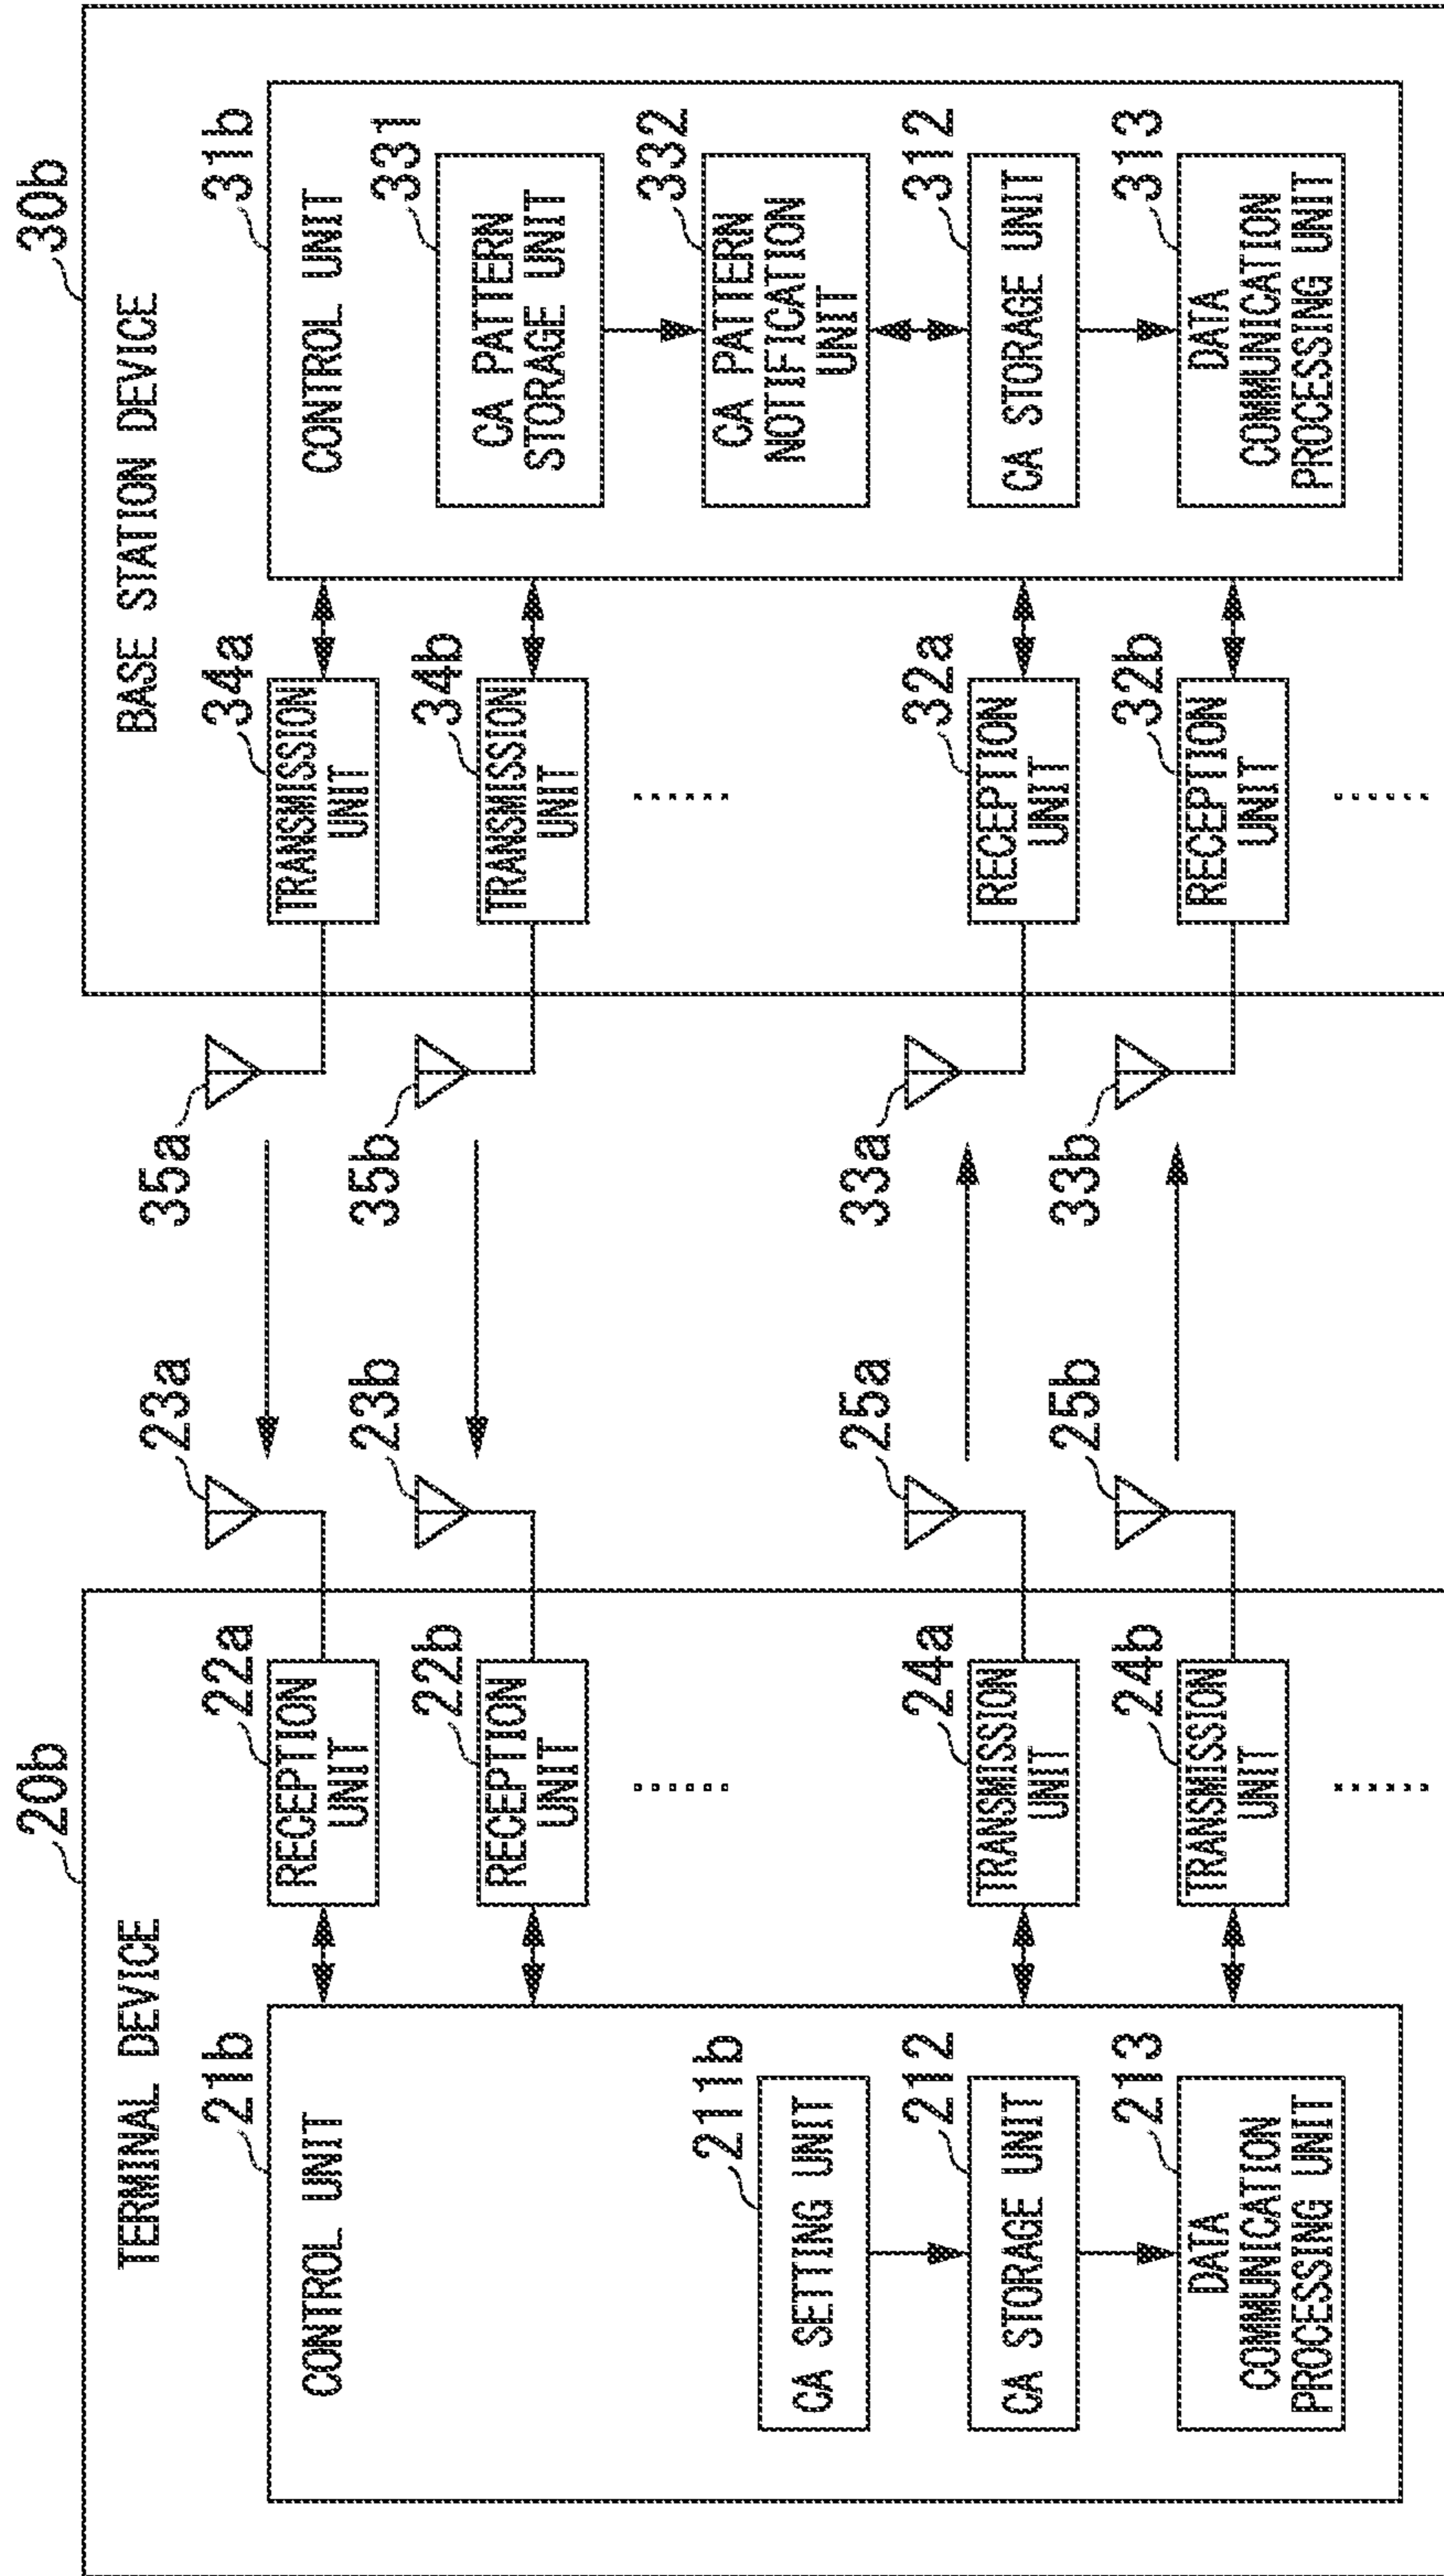 20b
TERMINAL DEVICE
21b
CONTROL UNIT
211b
CA SETTING UNIT
212
CA STORAGE UNIT
213
DATA
COMMUNICATION
PROCESSING UNIT
22a
RECEPTION
UNIT
22b
RECEPTION
UNIT
......
24a
TRANSMISSION
UNIT
24b
TRANSMISSION
UNIT
......
23a
23b
25a
25b
35a
35b
33a
33b
30b
BASE STATION DEVICE
34a
TRANSMISSION
UNIT
34b
TRANSMISSION
UNIT
......
32a
RECEPTION
UNIT
32b
RECEPTION
UNIT
......
31b
CONTROL UNIT
331
CA PATTERN
STORAGE UNIT
332
CA PATTERN
NOTIFICATION
UNIT
312
CA STORAGE UNIT
313
DATA
COMMUNICATION
PROCESSING UNIT